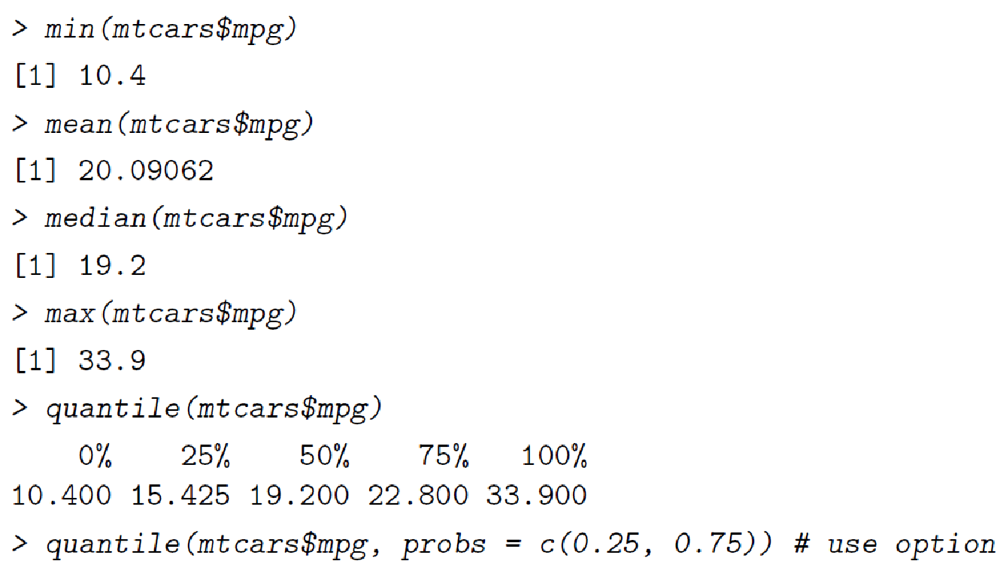 > min(mtcars$mpg)
[1] 10.4
> mean(mtcars$mpg)
[1] 20.09062
> median(mtcars$mpg)
[1] 19.2
> max(mtcars$mpg)
[1] 33.9
> quantile(mtcars$mpg)
0% 25% 50% 75% 100%
10.400 15.425 19.200 22.800 33.900
> quantile(mtcars$mpg, probs = c(0.25, 0.75)) # use option